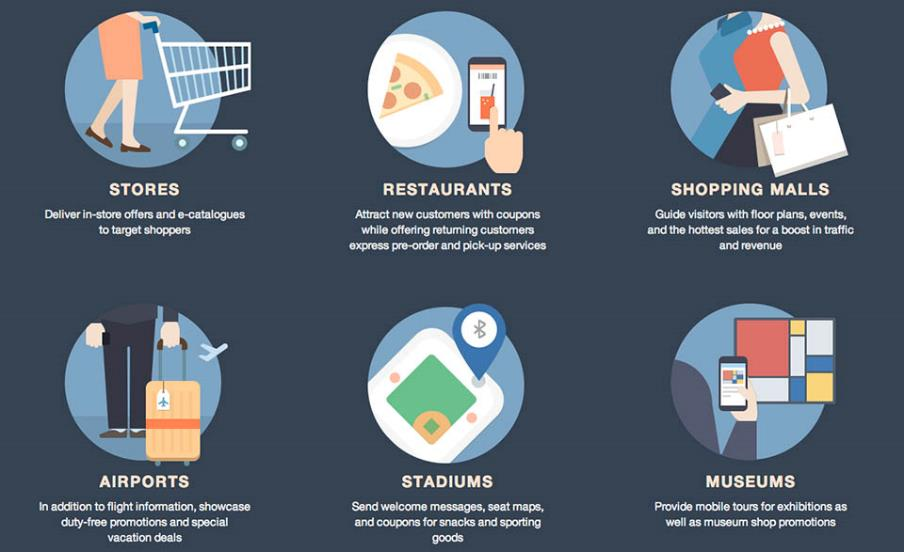 STORES
Deliver in-store offers and e-catalogues
to target shoppers
RESTAURANTS
Attract new customers with coupons
while offering returning customers
express pre-order and pick-up services
SHOPPING MALLS
Guide visitors with floor plans, events,
and the hottest sales for a boost in traffic
and revenue
AIRPORTS
In addition to flight information, showcase
duty-free promotions and special
vacation deals
STADIUMS
Send welcome messages, seat maps,
and coupons for snacks and sporting
goods
MUSEUMS
Provide mobile tours for exhibitions as
well as museum shop promotions